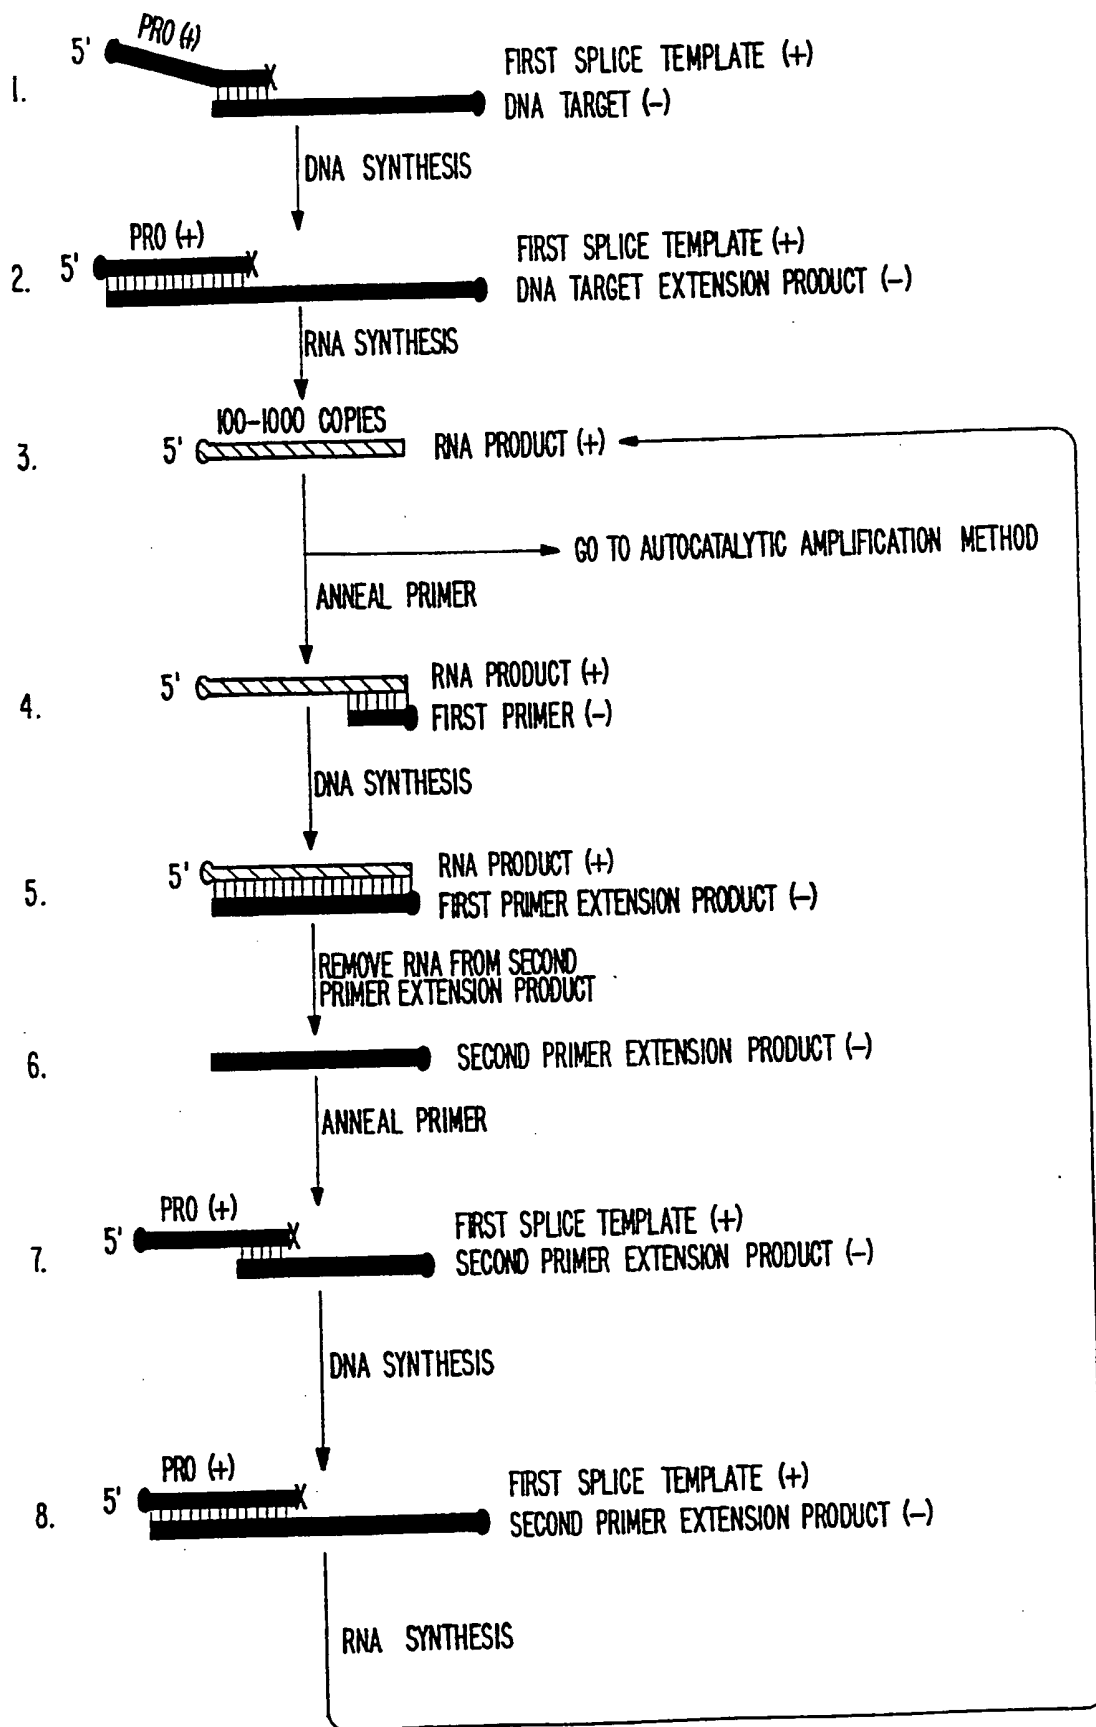 PRO (+)
5'
1.
FIRST SPLICE TEMPLATE (+)
DNA TARGET (-)
DNA SYNTHESIS
PRO (+)
2.
5'
X
FIRST SPLICE TEMPLATE (+)
DNA TARGET EXTENSION PRODUCT (-)
RNA SYNTHESIS
100-1000 COPIES
3.
5'
RNA PRODUCT (+)
GO TO AUTOCATALYTIC AMPLIFICATION METHOD
ANNEAL PRIMER
4.
5'
RNA PRODUCT (+)
FIRST PRIMER (-)
DNA SYNTHESIS
5.
5'
RNA PRODUCT (+)
FIRST PRIMER EXTENSION PRODUCT (-)
REMOVE RNA FROM SECOND
PRIMER EXTENSION PRODUCT
6.
SECOND PRIMER EXTENSION PRODUCT (-)
ANNEAL PRIMER
PRO (+)
7.
5'
X
FIRST SPLICE TEMPLATE (+)
SECOND PRIMER EXTENSION PRODUCT (-)
DNA SYNTHESIS
PRO (+)
8.
5'
X
FIRST SPLICE TEMPLATE (+)
SECOND PRIMER EXTENSION PRODUCT (-)
RNA SYNTHESIS